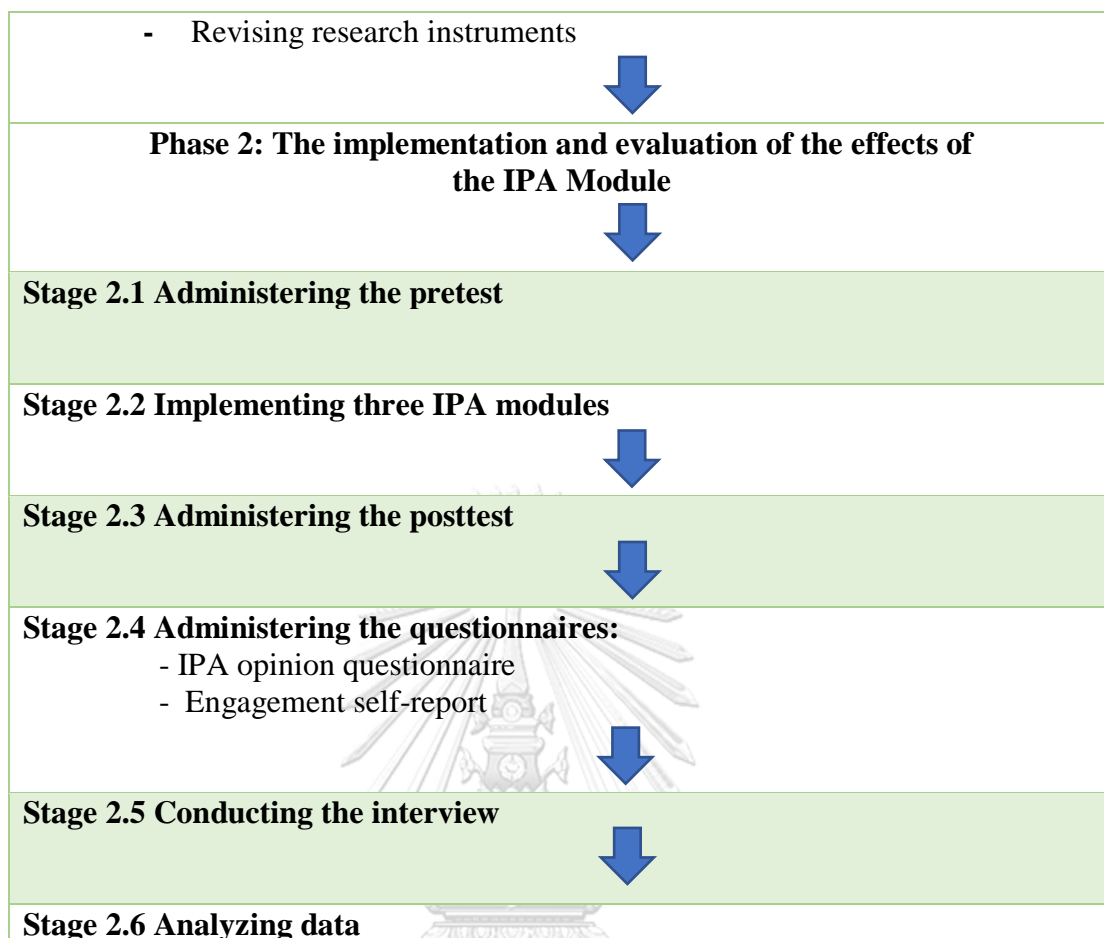 - Revising research instruments
Phase 2: The implementation and evaluation of the effects of
the IPA Module
Stage 2.1 Administering the pretest
Stage 2.2 Implementing three IPA modules
Stage 2.3 Administering the posttest
Stage 2.4 Administering the questionnaires:
- IPA opinion questionnaire
- Engagement self-report
Stage 2.5 Conducting the interview
Stage 2.6 Analyzing data